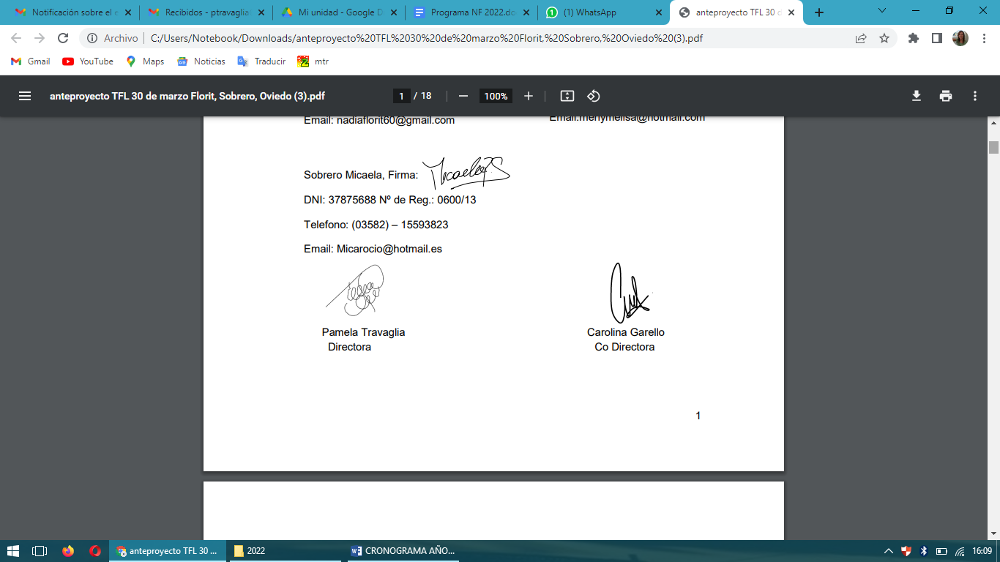 Notificación sobre el e
Recibidos - ptravaglia
Mi unidad - Google D
Programa NF 2022.do
(1) WhatsApp
anteproyecto TFL 30 d
Archivo
C:/Users/Notebook/Downloads/anteproyecto%20TFL%2030%20de%20marzo%20Florit,%20Sobrero,%20Oviedo%20(3).pdf
Gmail
YouTube
Maps
Noticias
Traducir
mtr
anteproyecto TFL 30 de marzo Florit, Sobrero, Oviedo (3).pdf
1 / 18
100%
Email: nadiaflorit60@gmail.com
Email:menymelisa@hotmail.com
Sobrero Micaela, Firma:
DNI: 37875688 Nº de Reg.: 0600/13
Telefono: (03582) – 15593823
Email: Micarocio@hotmail.es
Pamela Travaglia
Directora
Carolina Garello
Co Directora
1
anteproyecto TFL 30 ...
2022
CRONOGRAMA AÑO...
16:09